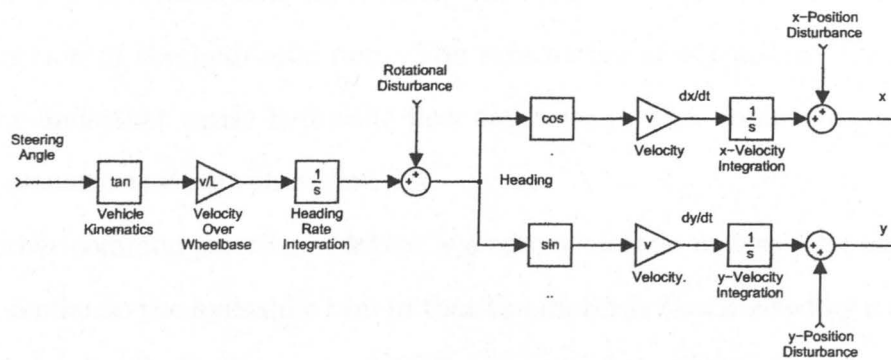 x-Position
Disturbance
Rotational
Disturbance
dx/dt
x
cos
v
1
s
Steering
Angle
Velocity
x-Velocity
Integration
tan
v/L
1
s
Heading
Vehicle
Kinematics
Velocity
Over
Wheelbase
Heading
Rate
Integration
dy/dt
y
sin
v
1
s
Velocity.
y-Velocity
Integration
y-Position
Disturbance